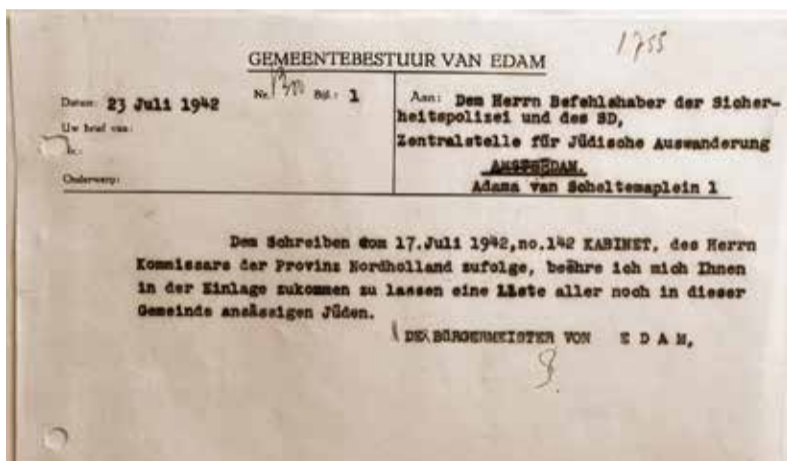 1755
GEMEENTEBESTUUR VAN EDAM
Datum: 23 Juli 1942
Nr. 1300 Bijl.: 1
Uw brief van:
Nr.:
Onderwerp:
Aan: Dem Herrn Befehlshaber der Sicher-
heitspolizei und des SD,
Zentralstelle für Jüdische Auswanderung
AMSTERDAM.
Adama van Scheltemaplein 1
Dem Schreiben vom 17.Juli 1942,no.142 KABINET, des Herrn
Kommissars der Provinz Nordholland zufolge, beëhre ich mich Ihnen
in der Einlage zukommen zu lassen eine Liste aller noch in dieser
Gemeinde ansässigen Jüden.
DER BÜRGERMEISTER VON E D A M,